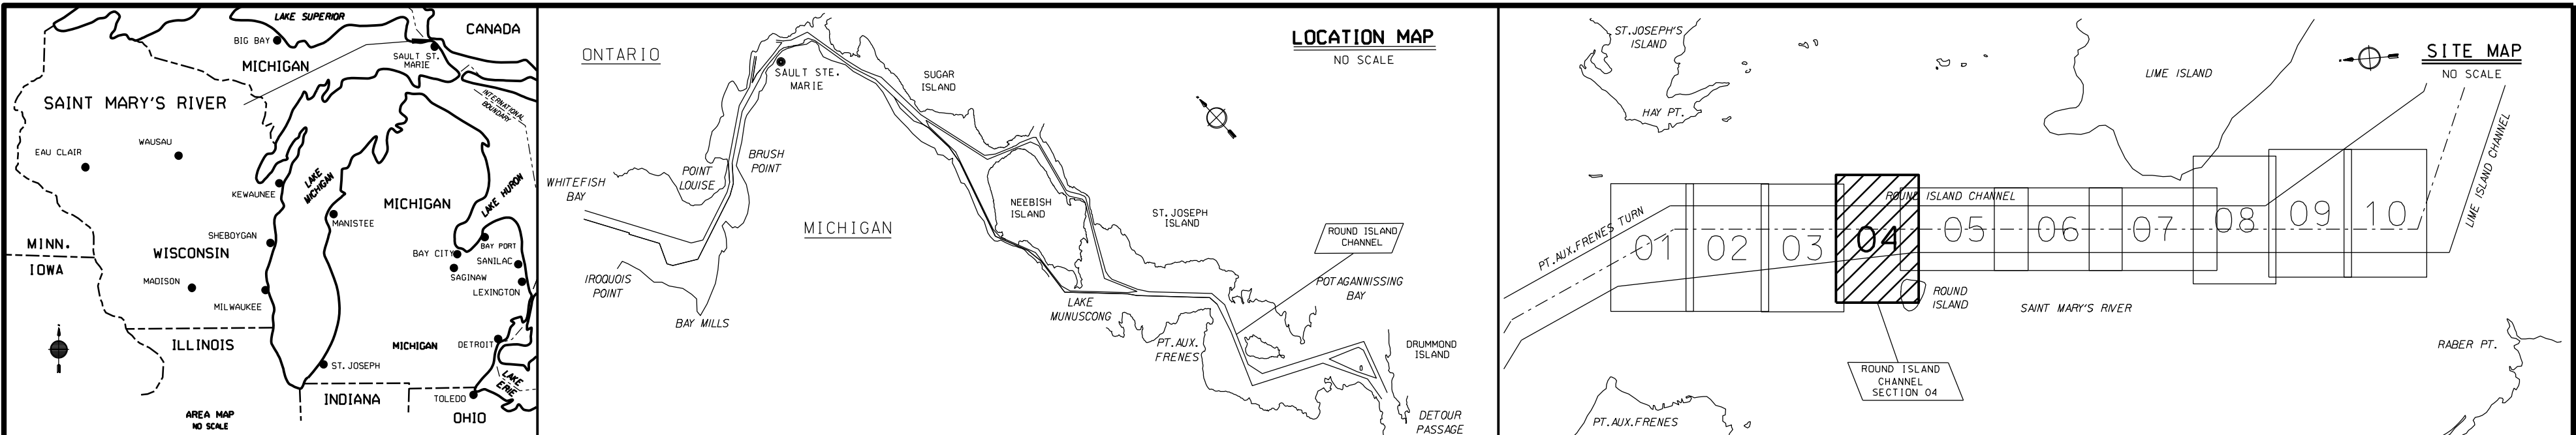 LAKE SUPERIOR
CANADA
BIG BAY
SAULT ST.
MARIE
MICHIGAN
SAINT MARY'S RIVER
INTERNATIONAL
BOUNDARY
WAUSAU
EAU CLAIR
KEWAUNEE
LAKE
MICHIGAN
LAKE HURON
MICHIGAN
MANISTEE
SHEBOYGAN
MINN.
WISCONSIN
BAY PORT
BAY CITY
SANILAC
IOWA
SAGINAW
MADISON
LEXINGTON
MILWAUKEE
ILLINOIS
MICHIGAN
DETROIT
ST. JOSEPH
LAKE
ERIE
INDIANA
TOLEDO
OHIO
AREA MAP
NO SCALE
LOCATION MAP
NO SCALE
ONTARIO
SAULT STE.
MARIE
SUGAR
ISLAND
BRUSH
POINT
POINT
LOUISE
WHITEFISH
BAY
NEEBISH
ISLAND
ST. JOSEPH
ISLAND
MICHIGAN
ROUND ISLAND
CHANNEL
IROQUOIS
POINT
POTAGANNISSING
BAY
LAKE
MUNUSCONG
BAY MILLS
PT. AUX.
FRENES
DRUMMOND
ISLAND
DETOUR
PASSAGE
SITE MAP
NO SCALE
ST. JOSEPH'S
ISLAND
LIME ISLAND
HAY PT.
ROUND ISLAND CHANNEL
LIME ISLAND CHANNEL
PT. AUX. FRENES TURN
01
02
03
04
05
06
07
08
09
10
ROUND
ISLAND
SAINT MARY'S RIVER
RABER PT.
ROUND ISLAND
CHANNEL
SECTION 04
PT. AUX. FRENES